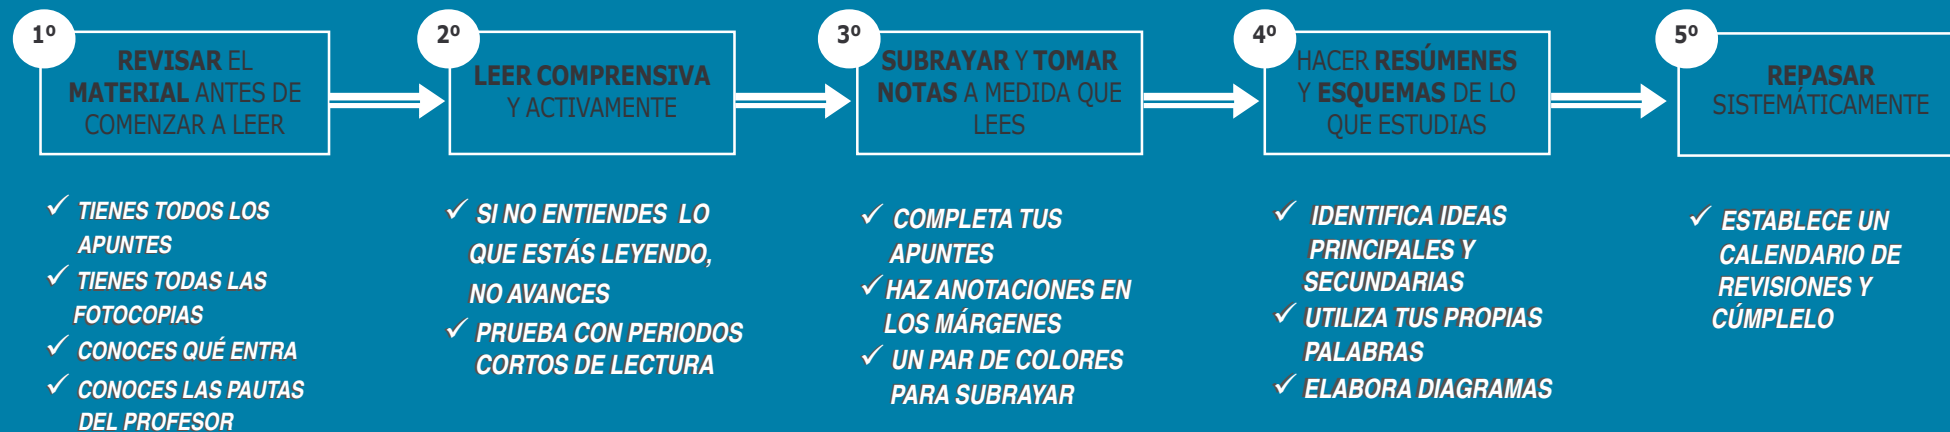 1º
REVISAR EL
MATERIAL ANTES DE
COMENZAR A LEER
✓ TIENES TODOS LOS
APUNTES
✓ TIENES TODAS LAS
FOTOCOPIAS
✓ CONOCES QUÉ ENTRA
✓ CONOCES LAS PAUTAS
DEL PROFESOR
2º
LEER COMPRENSIVA
Y ACTIVAMENTE
✓ SI NO ENTIENDES LO
QUE ESTÁS LEYENDO,
NO AVANCES
✓ PRUEBA CON PERIODOS
CORTOS DE LECTURA
3º
SUBRAYAR Y TOMAR
NOTAS A MEDIDA QUE
LEES
✓ COMPLETA TUS
APUNTES
✓ HAZ ANOTACIONES EN
LOS MÁRGENES
✓ UN PAR DE COLORES
PARA SUBRAYAR
4º
HACER RESÚMENES
Y ESQUEMAS DE LO
QUE ESTUDIAS
✓ IDENTIFICA IDEAS
PRINCIPALES Y
SECUNDARIAS
✓ UTILIZA TUS PROPIAS
PALABRAS
✓ ELABORA DIAGRAMAS
5º
REPASAR
SISTEMÁTICAMENTE
✓ ESTABLECE UN
CALENDARIO DE
REVISIONES Y
CÚMPLELO